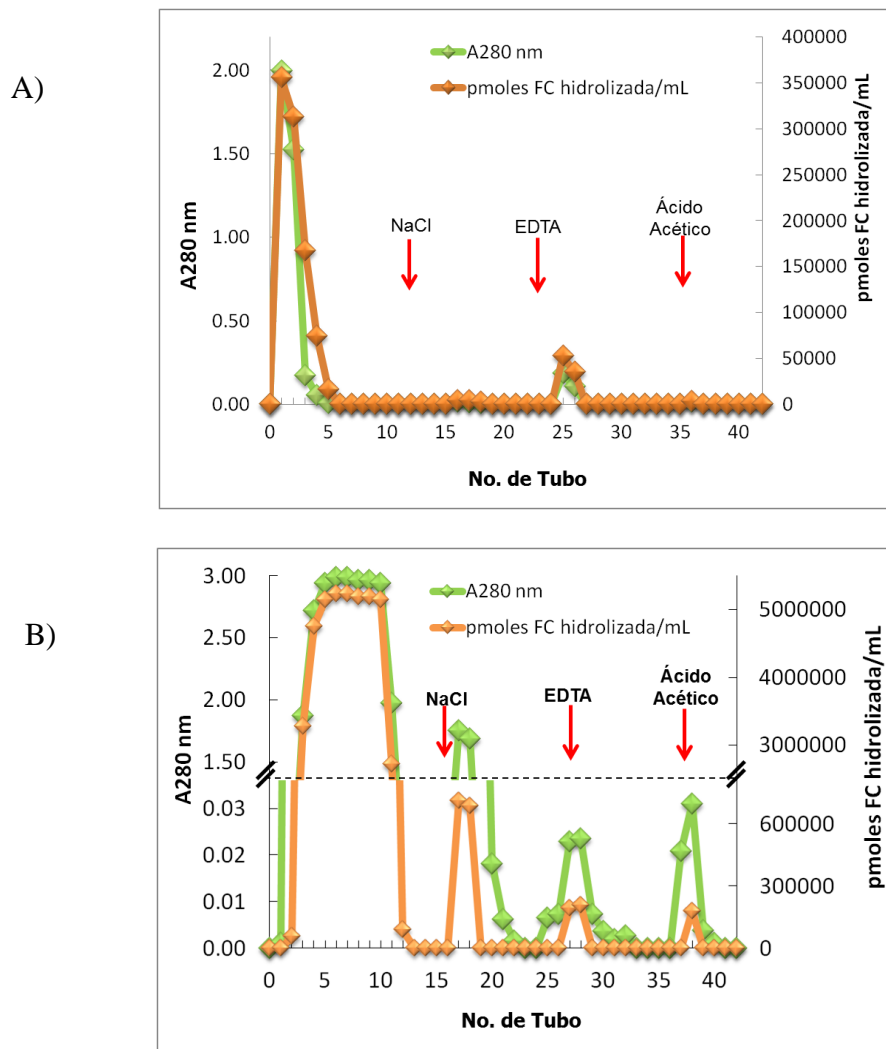 A)
A280 nm
pmoles FC hidrolizada/mL
2.00
1.50
1.00
0.50
0.00
A280 nm
400000
350000
300000
250000
200000
150000
100000
50000
0
pmoles FC hidrolizada/mL
NaCl
EDTA
Ácido
Acético
0 5 10 15 20 25 30 35 40
No. de Tubo
B)
A280 nm
pmoles FC hidrolizada/mL
3.00
2.50
2.00
1.50
0.03
0.02
0.01
0.00
A280 nm
5000000
4000000
3000000
600000
300000
0
pmoles FC hidrolizada/mL
NaCl
EDTA
Ácido
Acético
0 5 10 15 20 25 30 35 40
No. de Tubo